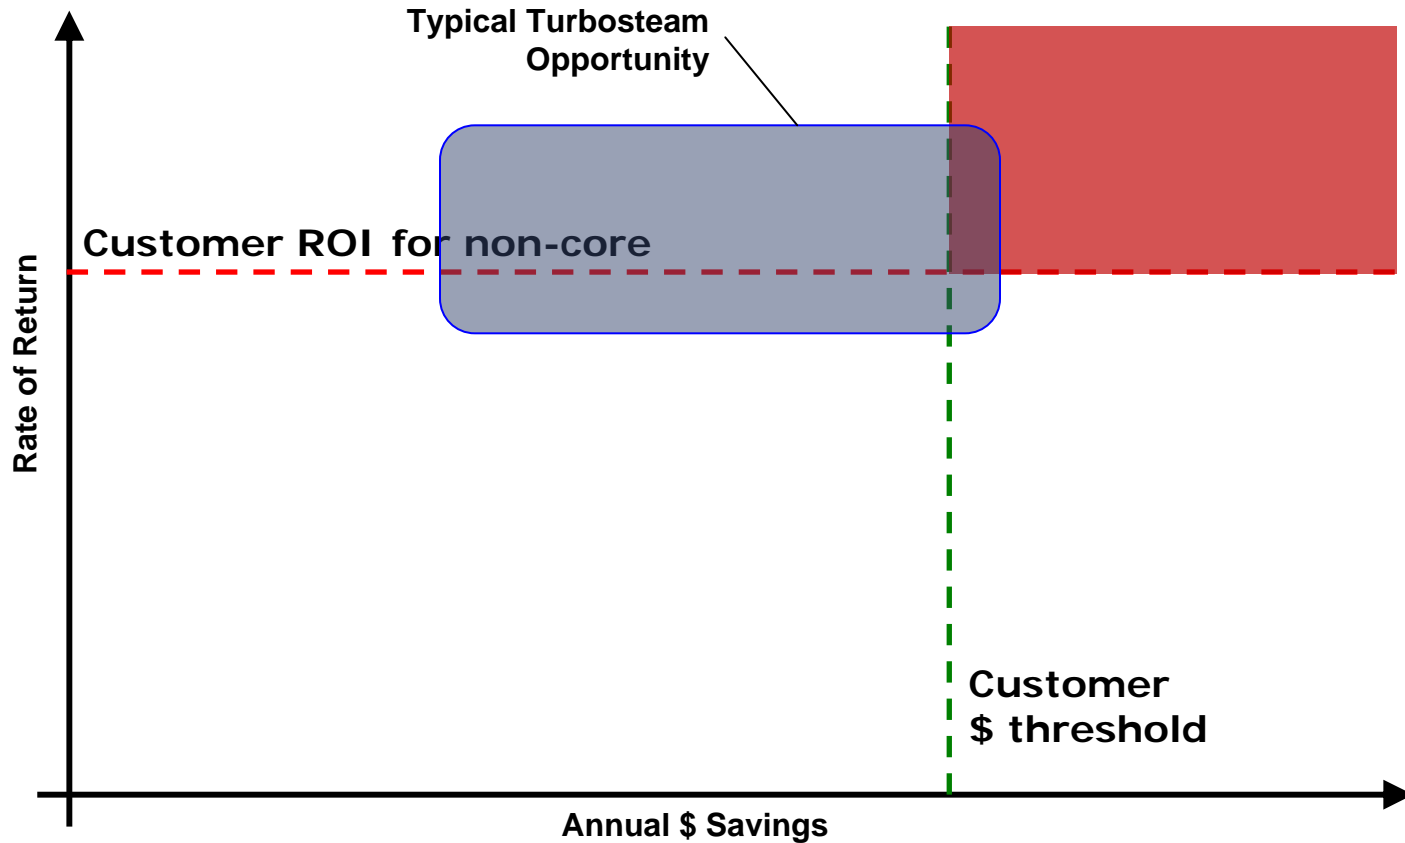 Typical Turbosteam
Opportunity
Customer ROI for non-core
Rate of Return
Customer
$ threshold
Annual $ Savings